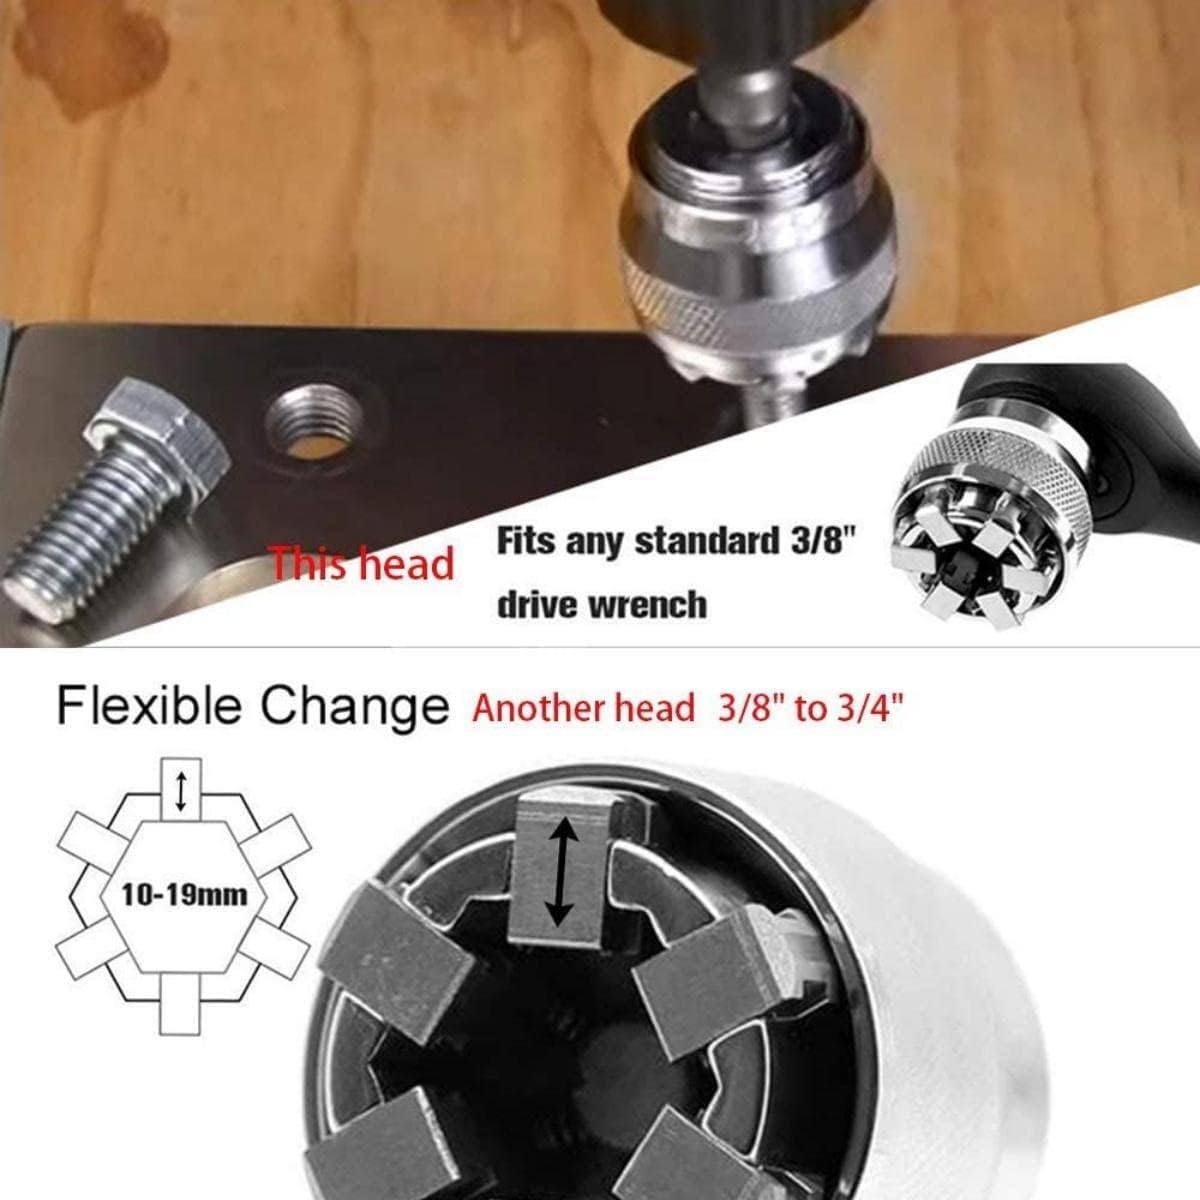 This head
Fits any standard 3/8"
drive wrench
Flexible Change
Another head 3/8" to 3/4"
10-19mm